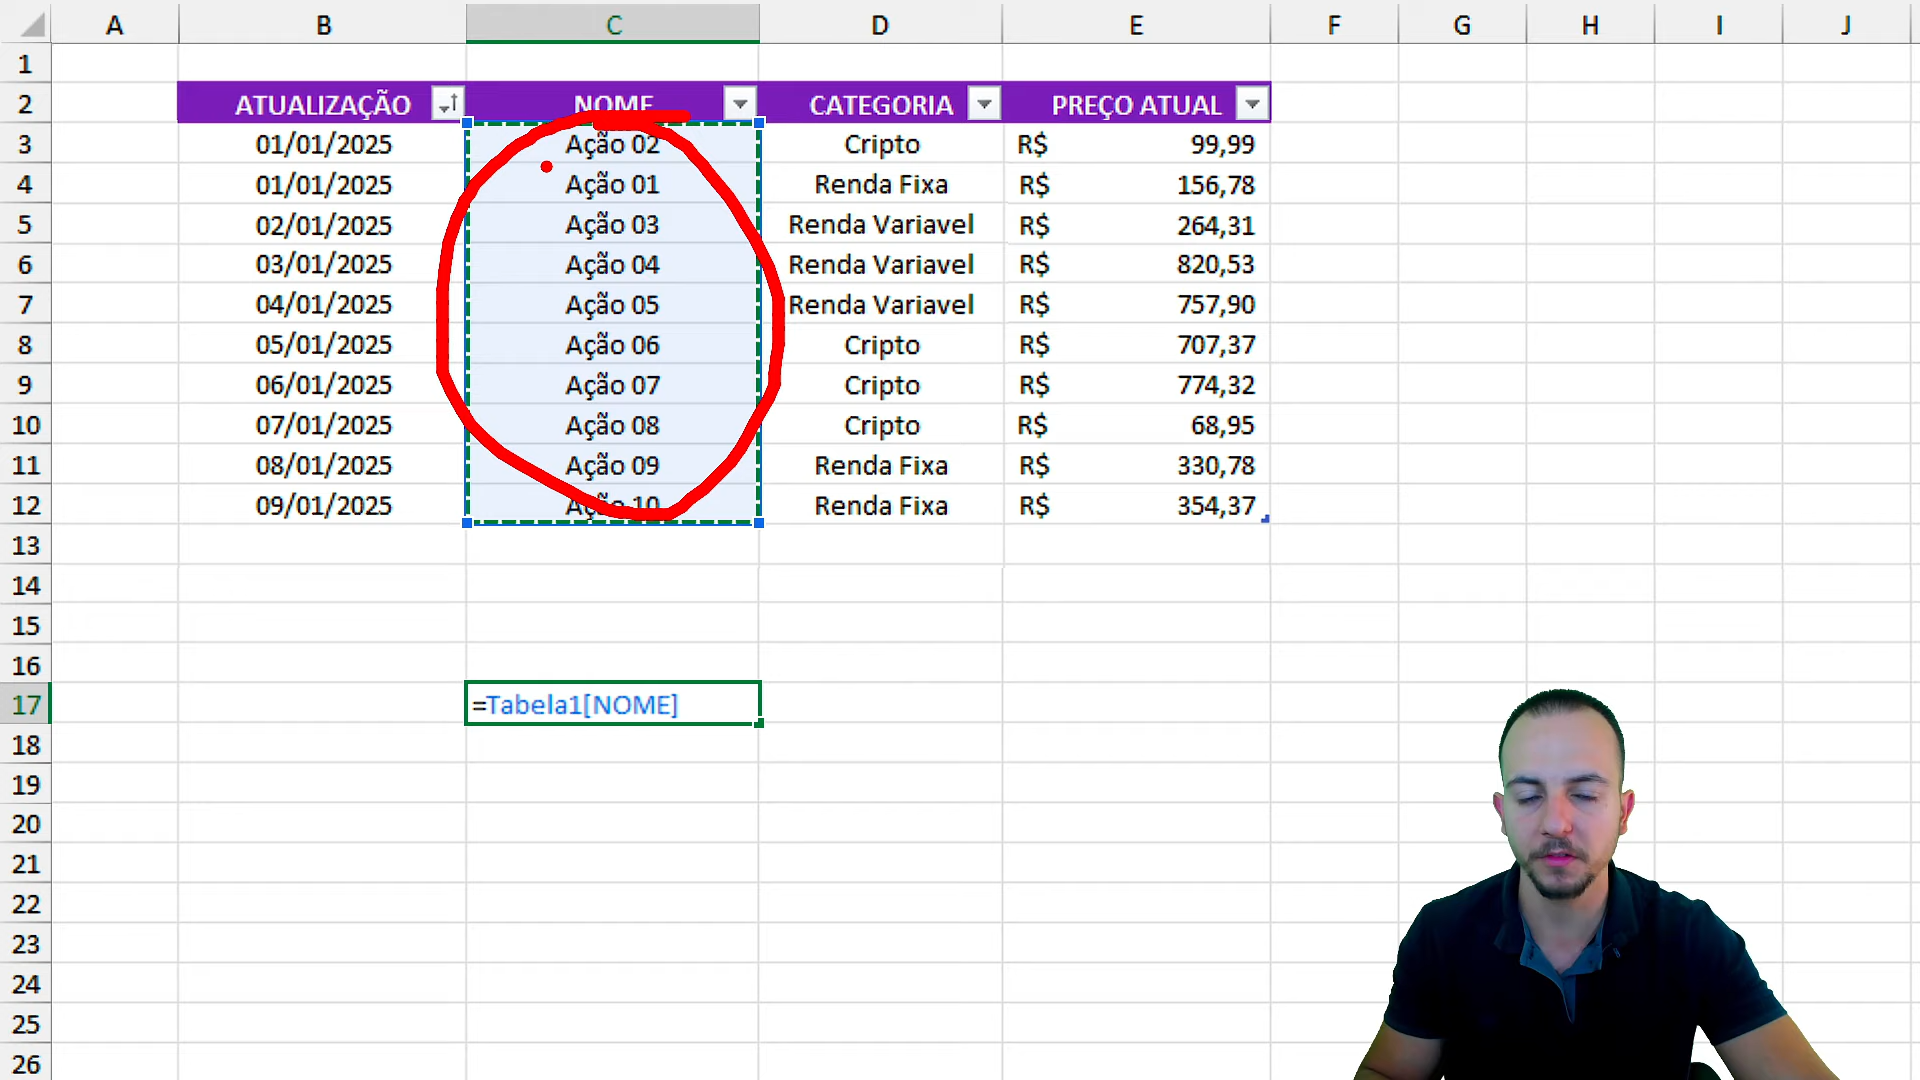 A B C D E F G H I J
1
2 ATUALIZAÇÃO NOME CATEGORIA PREÇO ATUAL
3 01/01/2025 Ação 02 Cripto R$ 99,99
4 01/01/2025 Ação 01 Renda Fixa R$ 156,78
5 02/01/2025 Ação 03 Renda Variavel R$ 264,31
6 03/01/2025 Ação 04 Renda Variavel R$ 820,53
7 04/01/2025 Ação 05 Renda Variavel R$ 757,90
8 05/01/2025 Ação 06 Cripto R$ 707,37
9 06/01/2025 Ação 07 Cripto R$ 774,32
10 07/01/2025 Ação 08 Cripto R$ 68,95
11 08/01/2025 Ação 09 Renda Fixa R$ 330,78
12 09/01/2025 Ação 10 Renda Fixa R$ 354,37
13
14
15
16
17 =Tabela1[NOME]
18
19
20
21
22
23
24
25
26